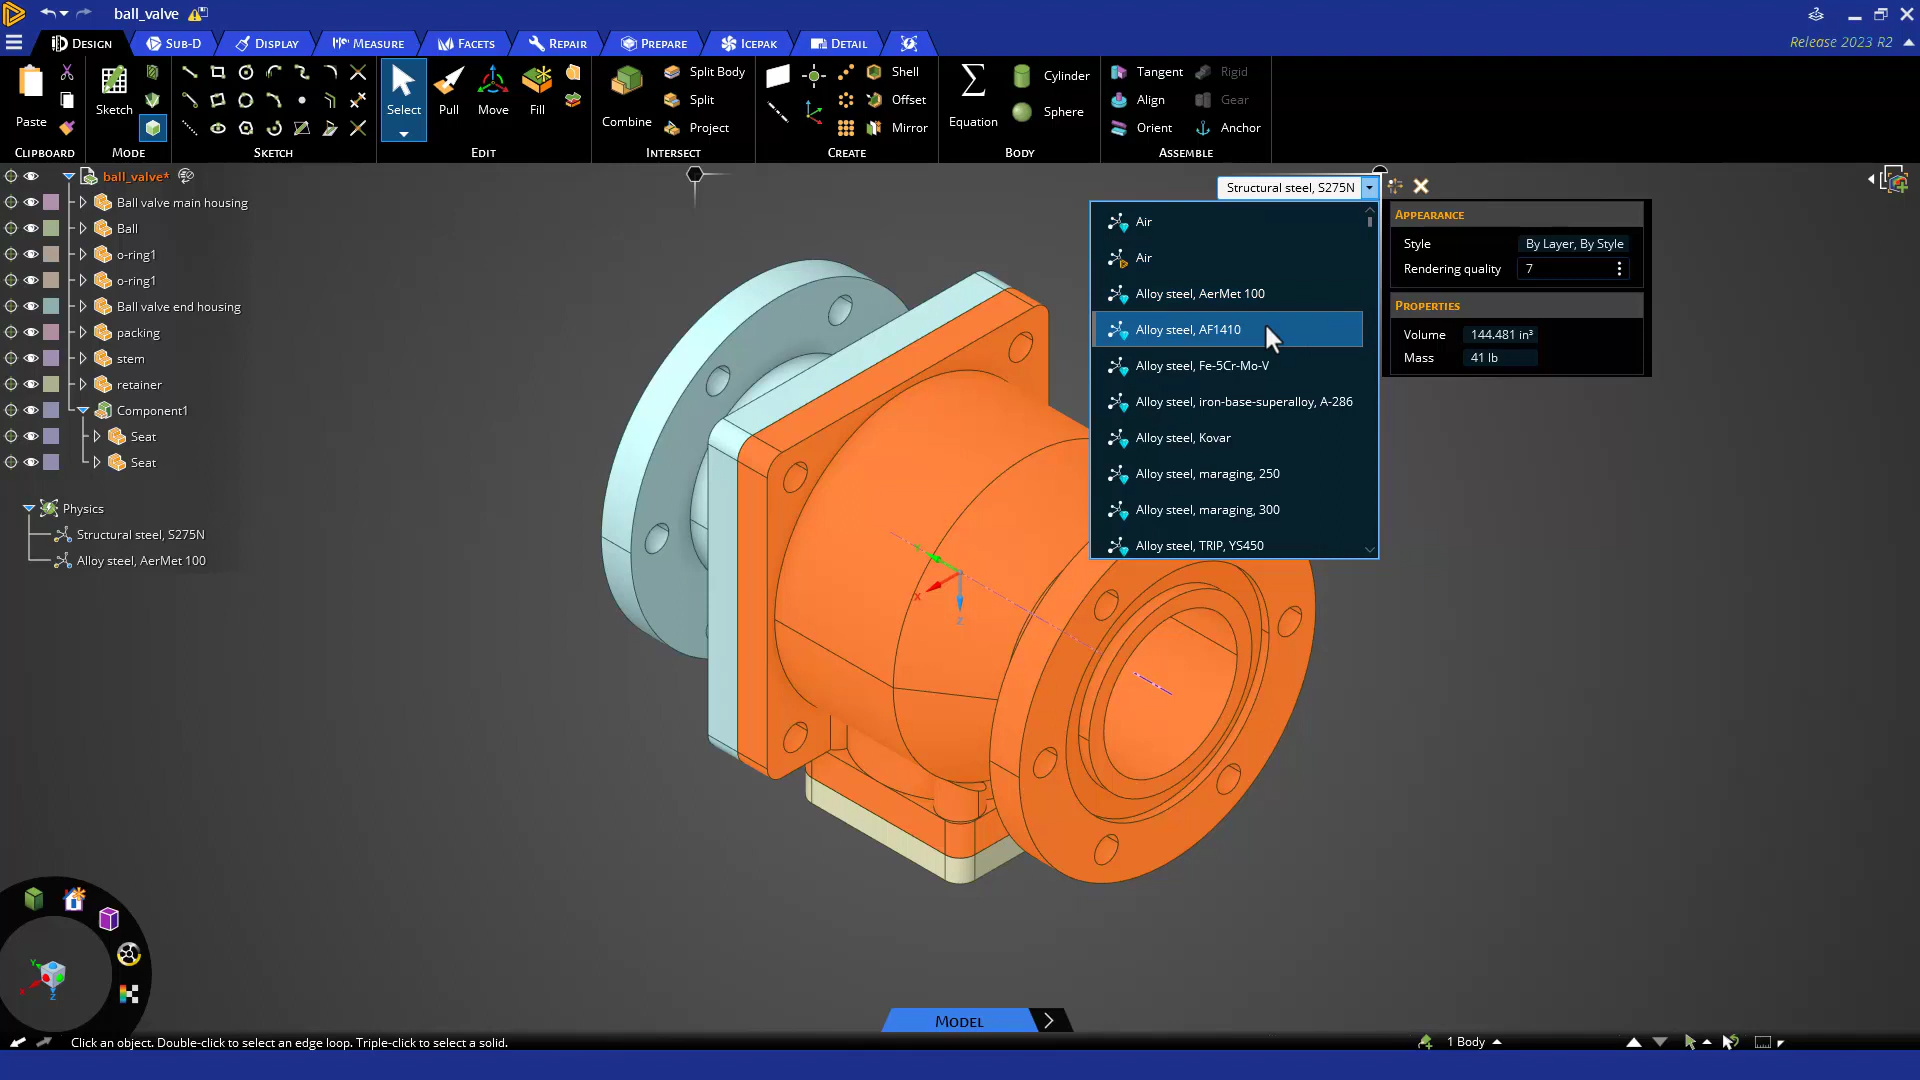 ball_valve
Release 2023 R2
Design
Sub-D
Display
Measure
Facets
Repair
Prepare
Icepak
Detail
Paste
Clipboard
Sketch
Mode
Sketch
Select
Pull
Move
Fill
Edit
Combine
Split Body
Split
Project
Intersect
Shell
Offset
Mirror
Create
Equation
Cylinder
Sphere
Body
Tangent
Align
Orient
Rigid
Gear
Anchor
Assemble
ball_valve*
Ball valve main housing
Ball
o-ring1
o-ring1
Ball valve end housing
packing
stem
retainer
Component1
Seat
Seat
Physics
Structural steel, S275N
Alloy steel, AerMet 100
Structural steel, S275N
Air
Air
Alloy steel, AerMet 100
Alloy steel, AF1410
Alloy steel, Fe-5Cr-Mo-V
Alloy steel, iron-base-superalloy, A-286
Alloy steel, Kovar
Alloy steel, maraging, 250
Alloy steel, maraging, 300
Alloy steel, TRIP, YS450
Appearance
Style By Layer, By Style
Rendering quality 7
Properties
Volume 144.481 in³
Mass 41 lb
Y
X
Z
Y
X
Z
Model
Click an object. Double-click to select an edge loop. Triple-click to select a solid.
1 Body